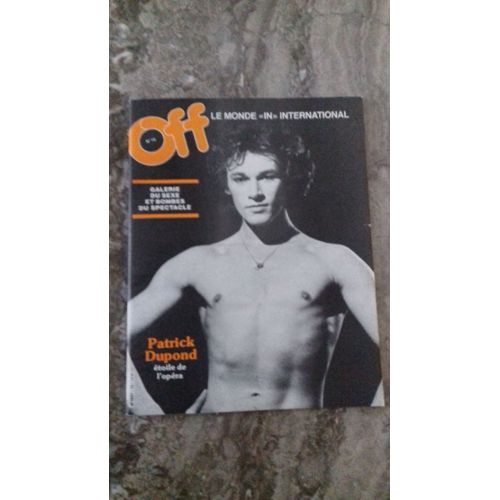 Off
LE MONDE «IN» INTERNATIONAL
GALERIE
DU SEXE
ET BOMBES
DU SPECTACLE
Patrick
Dupond
étoile de
l'opéra